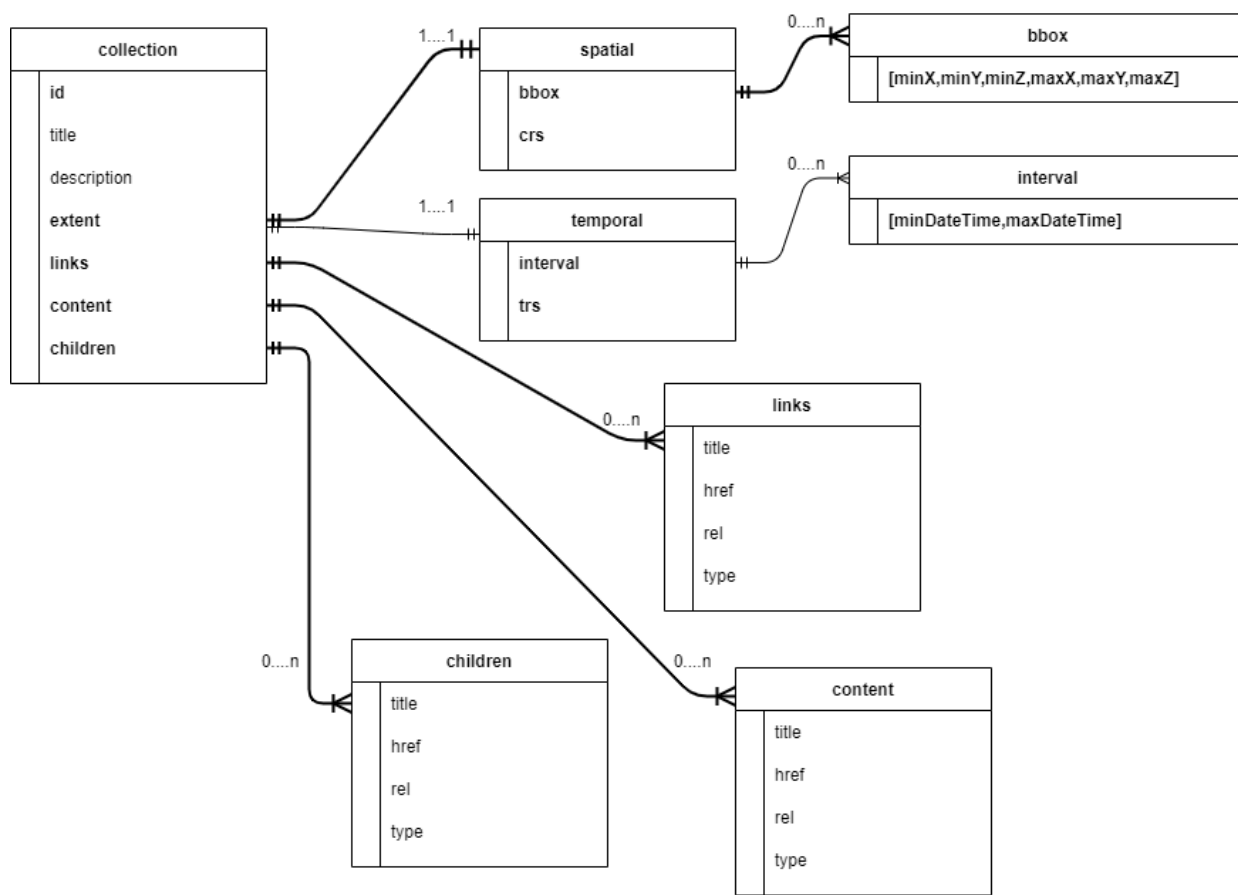 collection
id
title
description
extent
links
content
children
1....1
spatial
bbox
crs
0....n
bbox
[minX,minY,minZ,maxX,maxY,maxZ]
1....1
temporal
interval
trs
0....n
interval
[minDateTime,maxDateTime]
0....n
links
title
href
rel
type
0....n
children
title
href
rel
type
0....n
content
title
href
rel
type